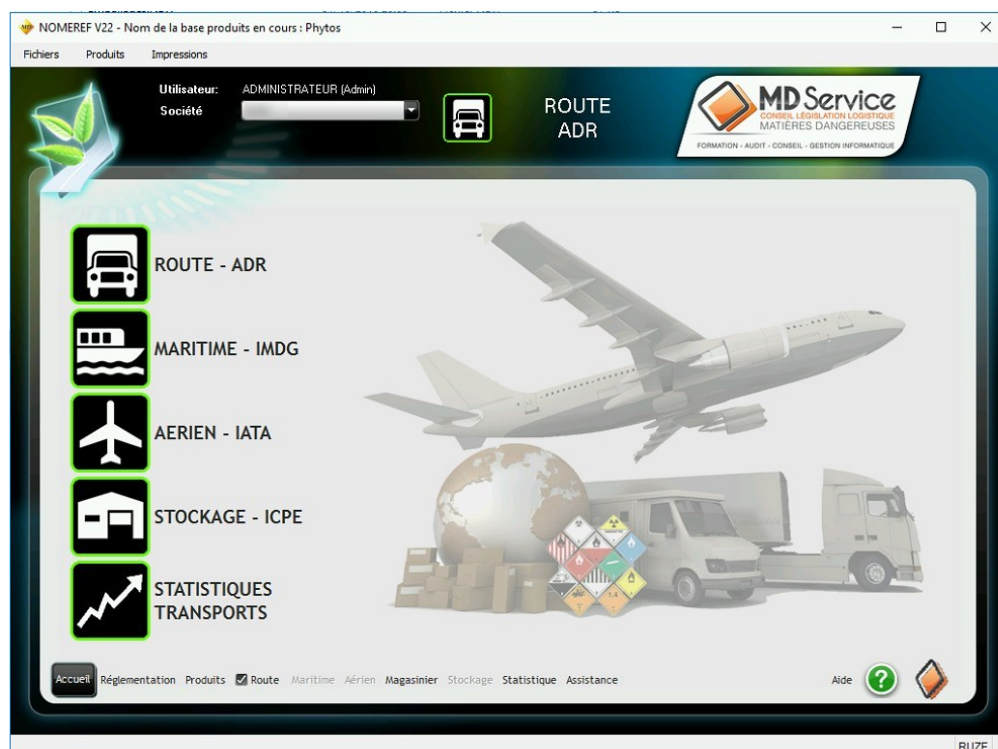 NOMEREF V22 - Nom de la base produits en cours : Phytos
Fichiers Produits Impressions
Utilisateur: ADMINISTRATEUR (Admin)
Société
ROUTE
ADR
MD Service
CONSEIL LÉGISLATION LOGISTIQUE
MATIÈRES DANGEREUSES
FORMATION - AUDIT - CONSEIL - GESTION INFORMATIQUE
ROUTE - ADR
MARITIME - IMDG
AERIEN - IATA
STOCKAGE - ICPE
STATISTIQUES
TRANSPORTS
1.4
Accueil Réglementation Produits Route Maritime Aérien Magasinier Stockage Statistique Assistance
Aide ?